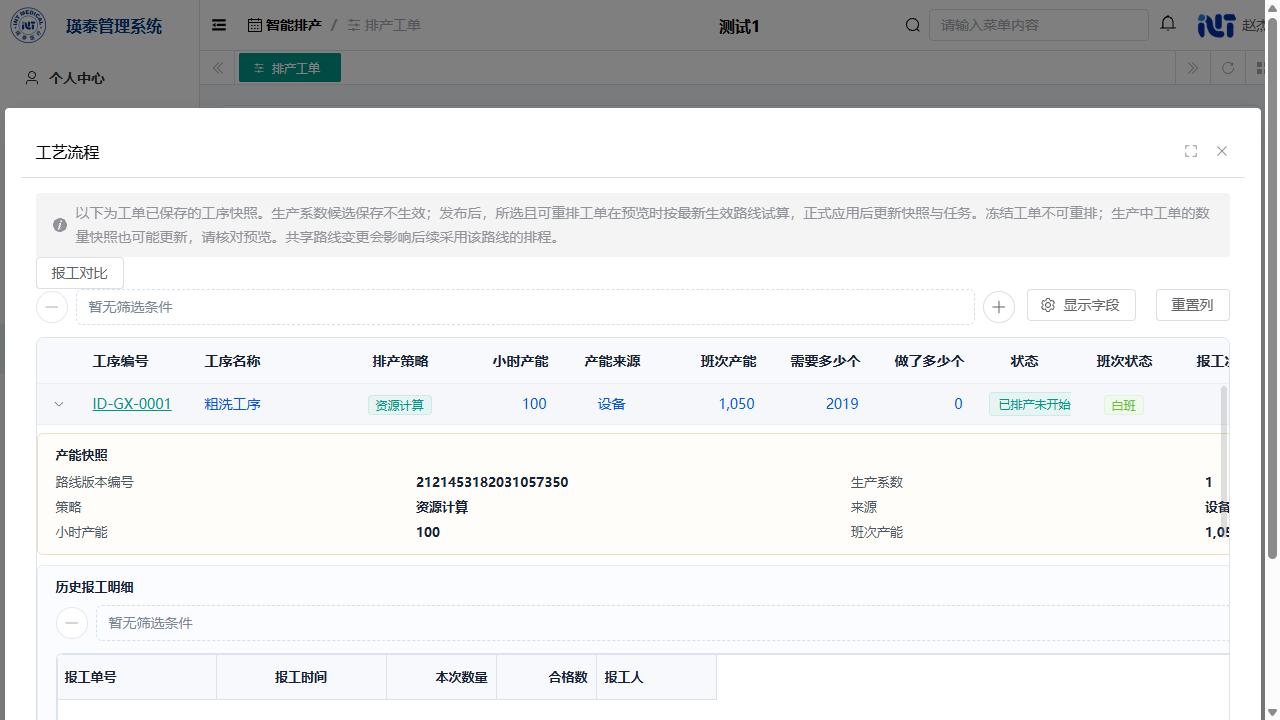 瑛泰管理系统
智能排产 / 排产工单
测试1
请输入菜单内容
个人中心
排产工单
工艺流程
以下为工单已保存的工序快照。生产系数候选保存不生效；发布后，所选且可重排工单在预览时按最新生效路线试算，正式应用后更新快照与任务。冻结工单不可重排；生产中工单的数
量快照也可能更新，请核对预览。共享路线变更会影响后续采用该路线的排程。
报工对比
暂无筛选条件
显示字段
重置列
工序编号 工序名称 排产策略 小时产能 产能来源 班次产能 需要多少个 做了多少个 状态 班次状态 报工
ID-GX-0001 粗洗工序 资源计算 100 设备 1,050 2019 0 已排产未开始 白班
产能快照
路线版本编号 2121453182031057350 生产系数 1
策略 资源计算 来源 设备
小时产能 100 班次产能 1,05
历史报工明细
暂无筛选条件
报工单号 报工时间 本次数量 合格数 报工人